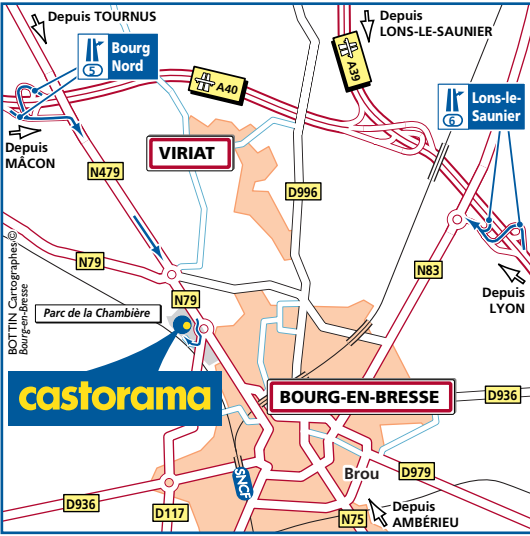 Depuis TOURNUS
Depuis
LONS-LE-SAUNIER
Bourg
Nord
5
A40
A39
Lons-le-
Saunier
6
Depuis
MÂCON
VIRIAT
N479
D996
N79
N83
Depuis
LYON
BOTTIN Cartographes©
Bourg-en-Bresse
N79
Parc de la Chambière
castorama
BOURG-EN-BRESSE
D936
SNCF
Brou
D979
D936
D117
N75
Depuis
AMBÉRIEU